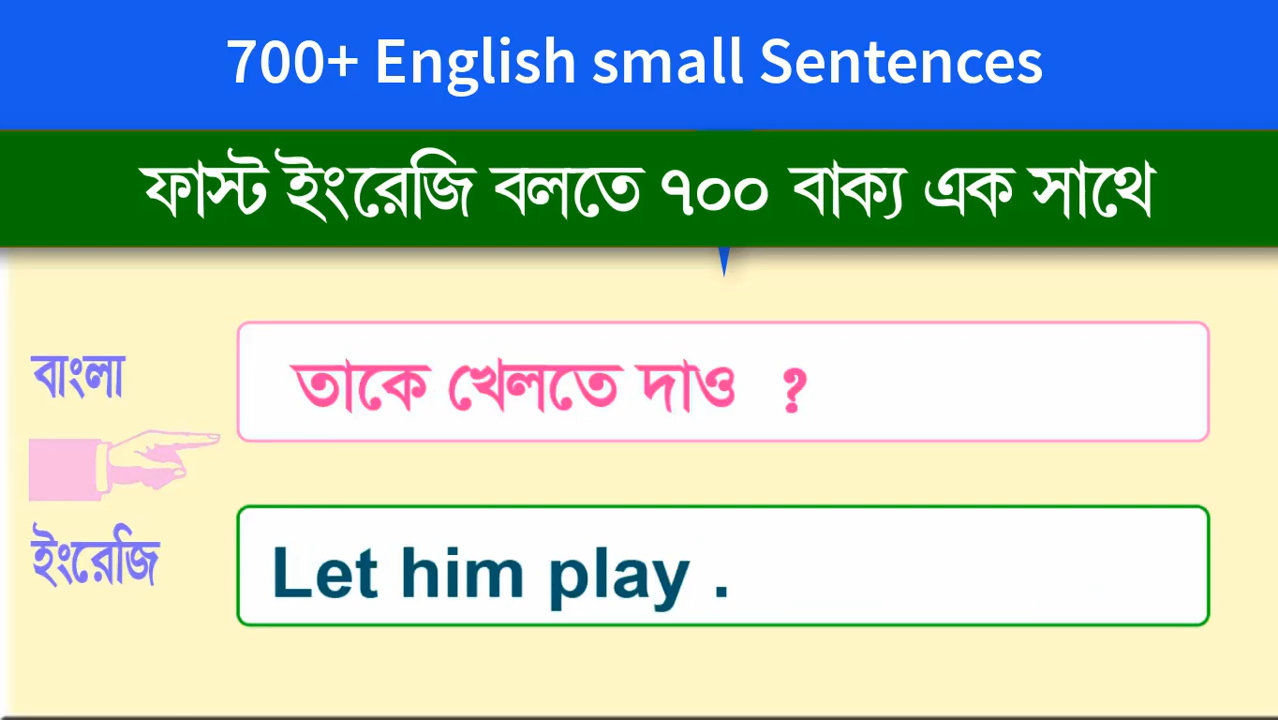 700+ English small Sentences
ফাস্ট ইংরেজি বলতে ৭০০ বাক্য এক সাথে
বাংলা
তাকে খেলতে দাও ?
ইংরেজি
Let him play .